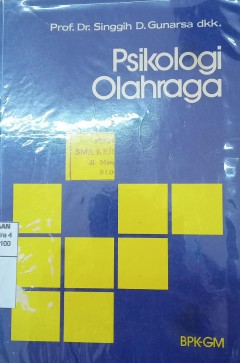 Prof. Dr. Singgih D. Gunarsa dkk.
Psikologi
Olahraga
BPK-GM